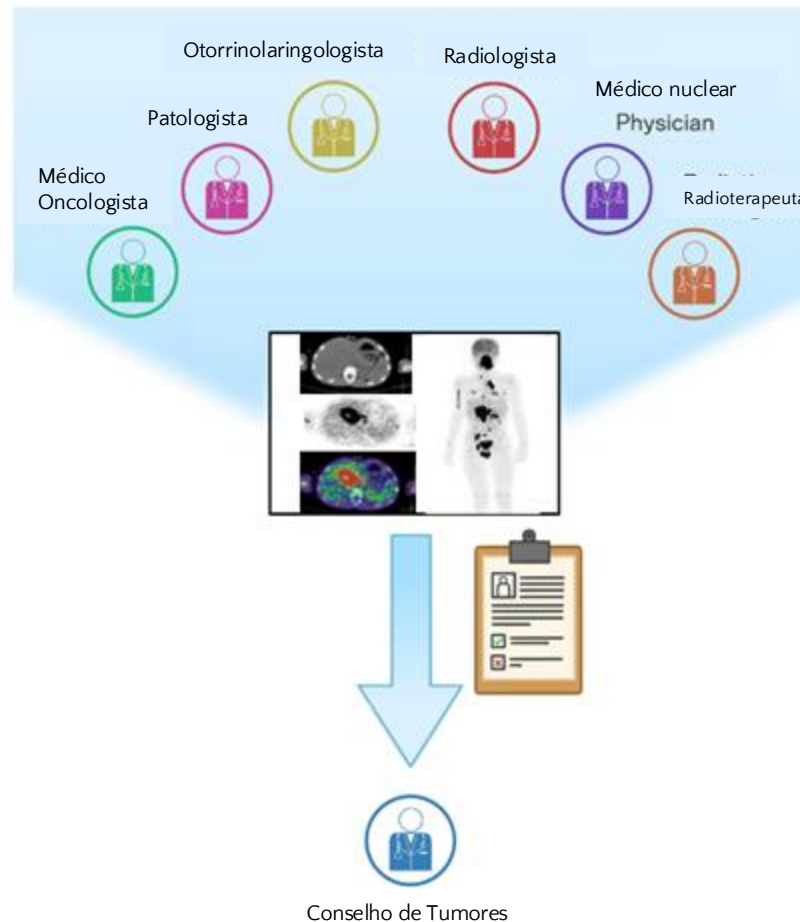 Otorrinolaringologista
Radiologista
Médico nuclear
Physician
Patologista
Médico
Oncologista
Radioterapeuta
Conselho de Tumores